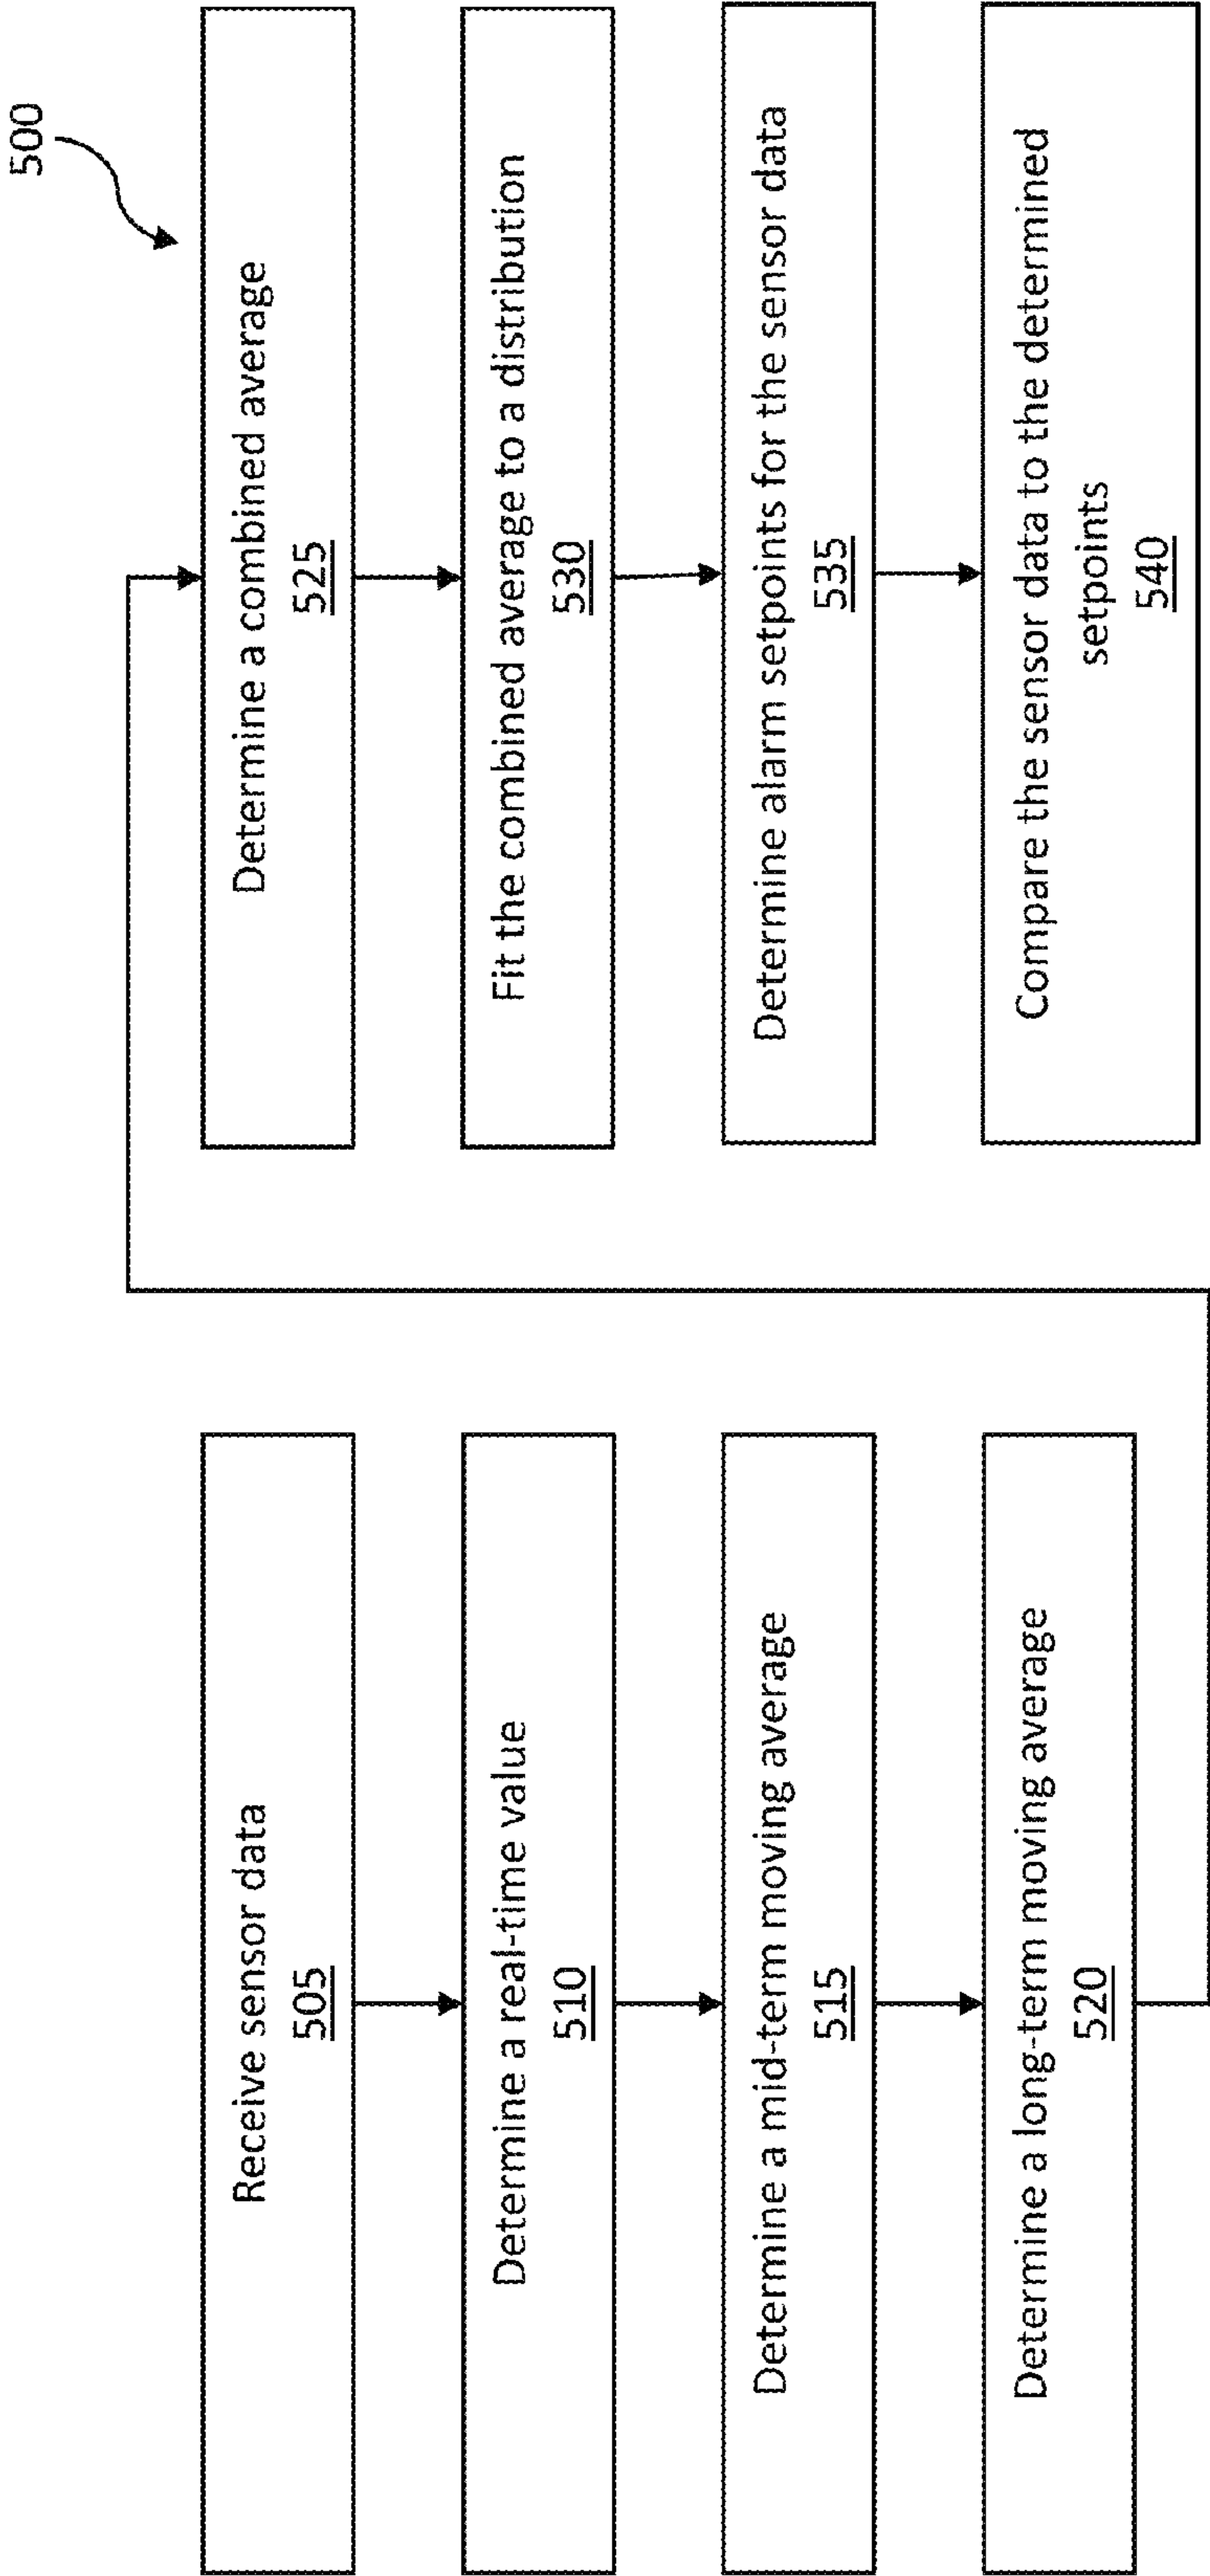 500
Receive sensor data
505
Determine a real-time value
510
Determine a mid-term moving average
515
Determine a long-term moving average
520
Determine a combined average
525
Fit the combined average to a distribution
530
Determine alarm setpoints for the sensor data
535
Compare the sensor data to the determined
setpoints
540